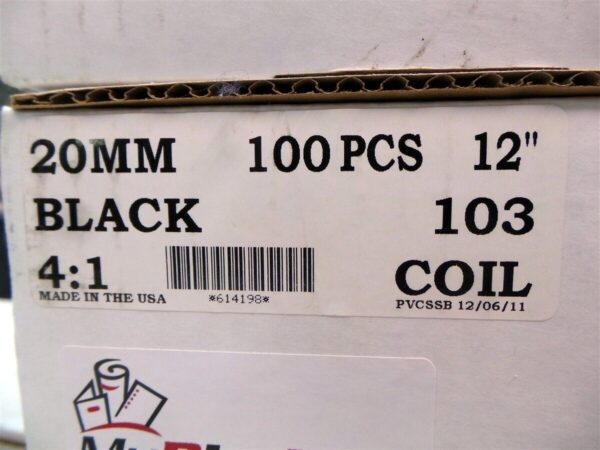 20MM 100 PCS 12"
BLACK 103
4:1 COIL
MADE IN THE USA *614198* PVCSSB 12/06/11